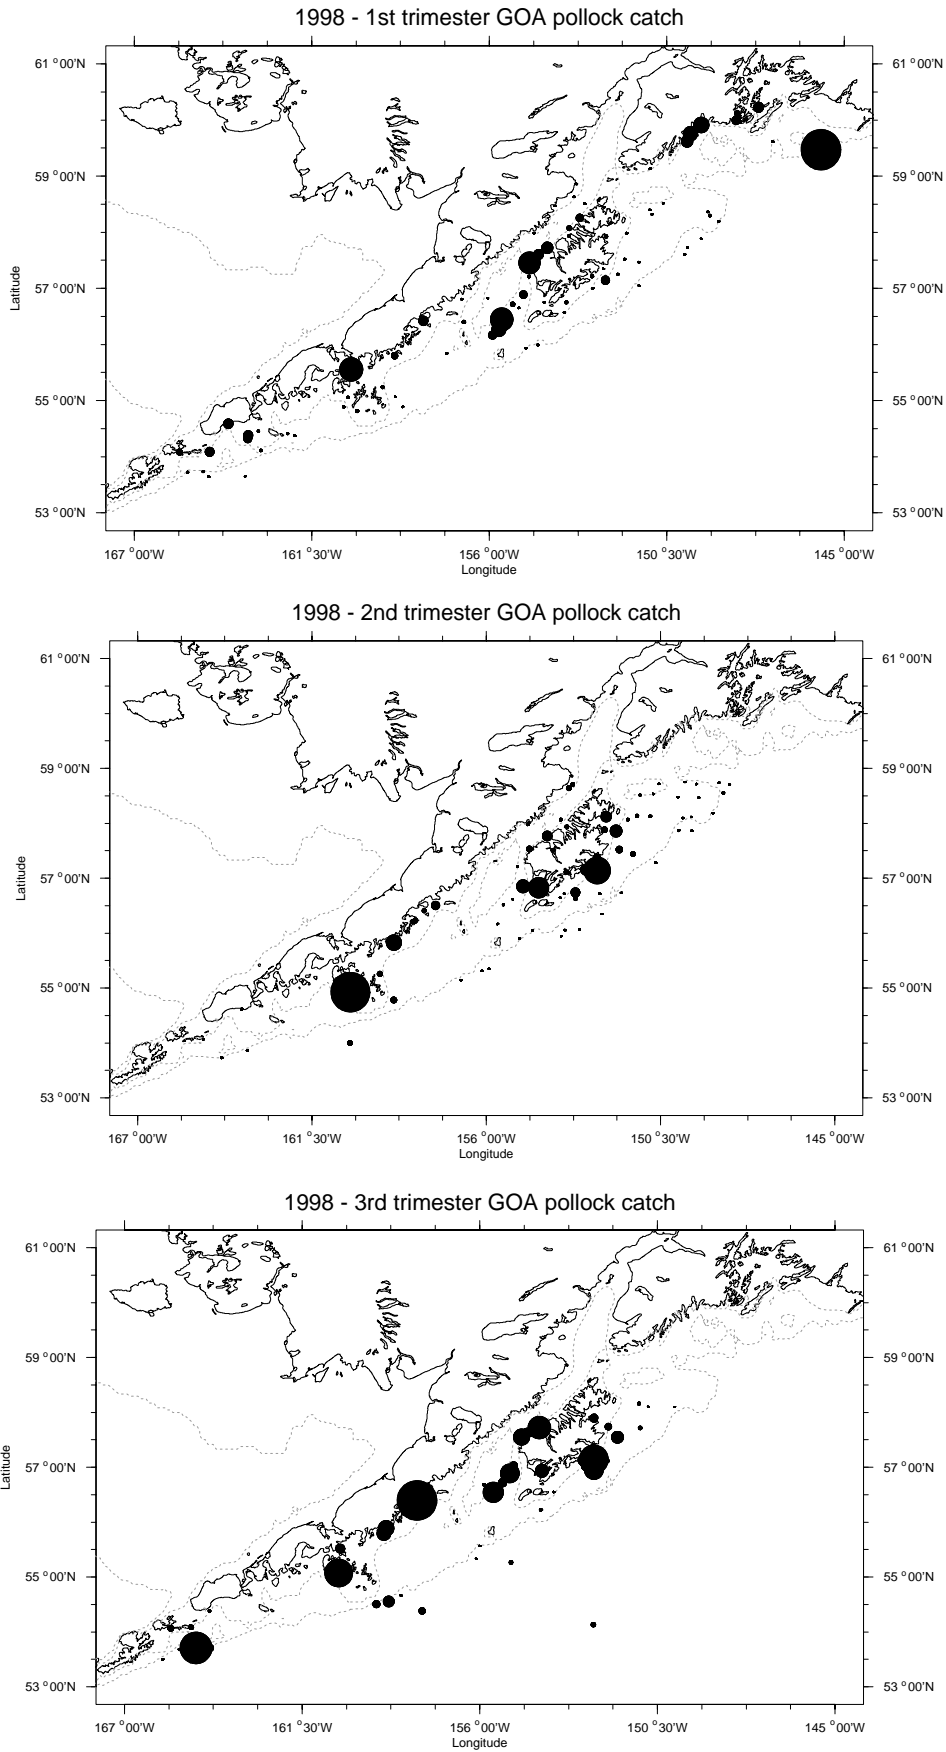 1998 - 1st trimester GOA pollock catch
61 °00'N 61 °00'N
59 °00'N 59 °00'N
57 °00'N 57 °00'N
55 °00'N 55 °00'N
53 °00'N 53 °00'N
Latitude
167 °00'W 161 °30'W 156 °00'W 150 °30'W 145 °00'W
Longitude
1998 - 2nd trimester GOA pollock catch
61 °00'N 61 °00'N
59 °00'N 59 °00'N
57 °00'N 57 °00'N
55 °00'N 55 °00'N
53 °00'N 53 °00'N
Latitude
167 °00'W 161 °30'W 156 °00'W 150 °30'W 145 °00'W
Longitude
1998 - 3rd trimester GOA pollock catch
61 °00'N 61 °00'N
59 °00'N 59 °00'N
57 °00'N 57 °00'N
55 °00'N 55 °00'N
53 °00'N 53 °00'N
Latitude
167 °00'W 161 °30'W 156 °00'W 150 °30'W 145 °00'W
Longitude